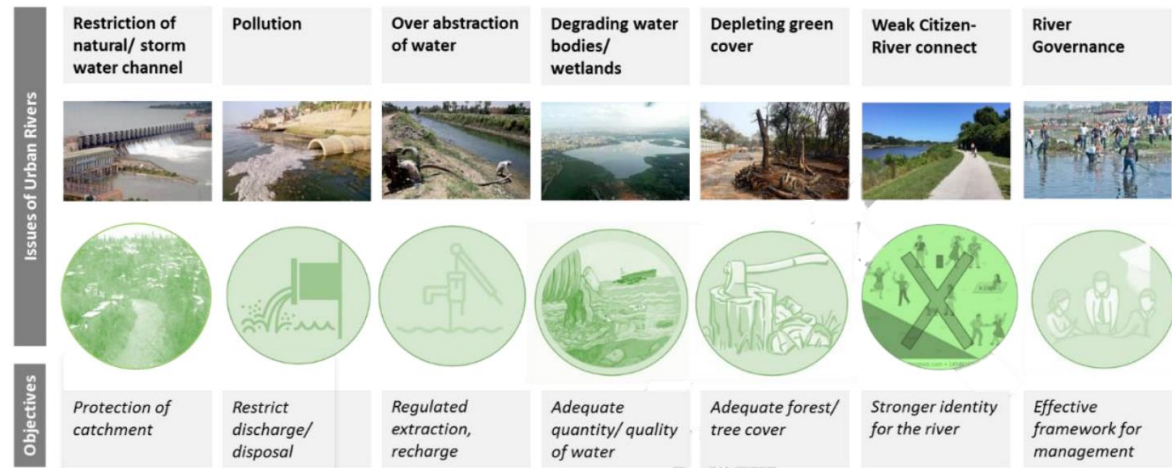 Issues of Urban Rivers
Restriction of
natural/ storm
water channel
Pollution
Over abstraction
of water
Degrading water
bodies/
wetlands
Depleting green
cover
Weak Citizen-
River connect
River
Governance
Objectives
Protection of
catchment
Restrict
discharge/
disposal
Regulated
extraction,
recharge
Adequate
quantity/ quality
of water
Adequate forest/
tree cover
Stronger identity
for the river
Effective
framework for
management